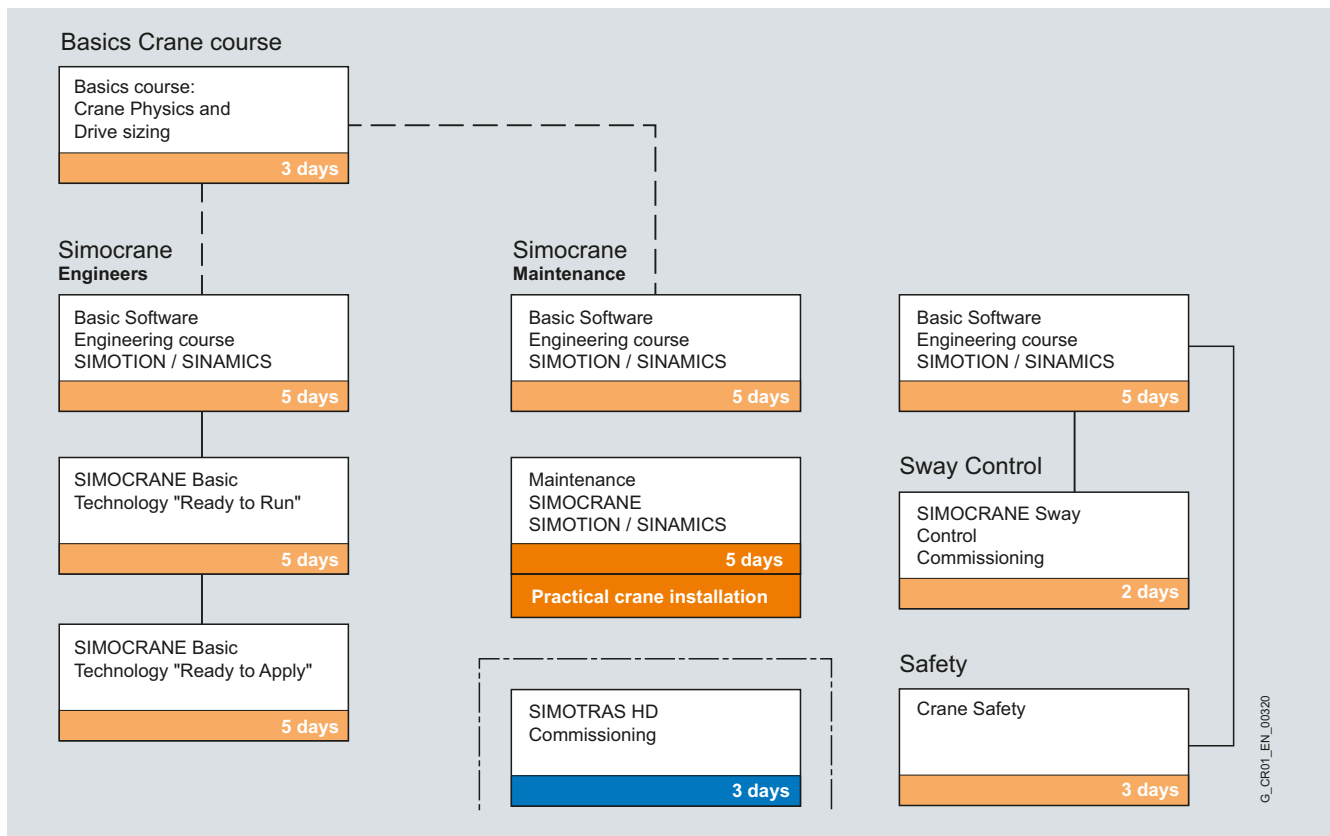 Basics Crane course
Basics course:
Crane Physics and
Drive sizing
3 days
Simocrane
Engineers
Basic Software
Engineering course
SIMOTION / SINAMICS
5 days
SIMOCRANE Basic
Technology "Ready to Run"
5 days
SIMOCRANE Basic
Technology "Ready to Apply"
5 days
Simocrane
Maintenance
Basic Software
Engineering course
SIMOTION / SINAMICS
5 days
Maintenance
SIMOCRANE
SIMOTION / SINAMICS
5 days
Practical crane installation
SIMOTRAS HD
Commissioning
3 days
Basic Software
Engineering course
SIMOTION / SINAMICS
5 days
Sway Control
SIMOCRANE Sway
Control
Commissioning
2 days
Safety
Crane Safety
3 days
G_CR01_EN_00320